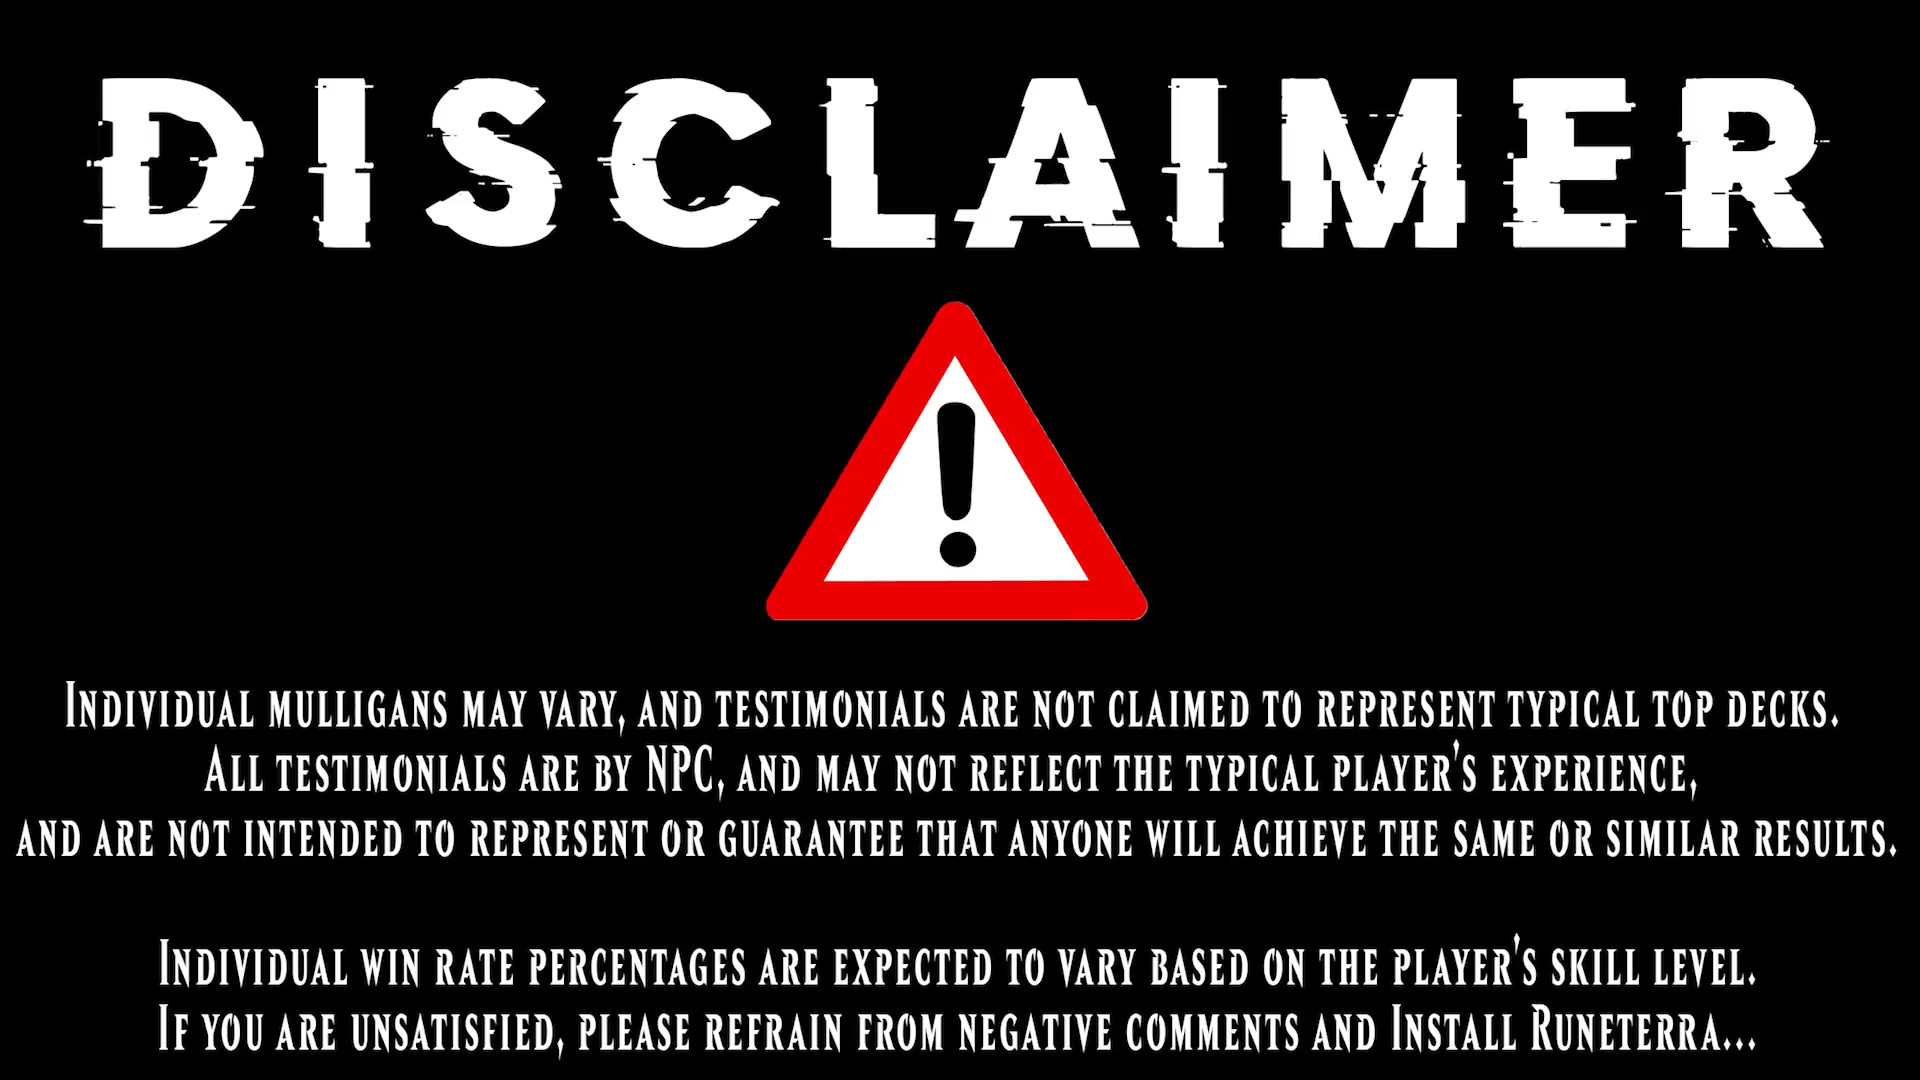 DISCLAIMER
!
Individual mulligans may vary, and testimonials are not claimed to represent typical top decks.
All testimonials are by NPC, and may not reflect the typical player's experience,
and are not intended to represent or guarantee that anyone will achieve the same or similar results.
Individual win rate percentages are expected to vary based on the player's skill level.
If you are unsatisfied, please refrain from negative comments and Install Runeterra...